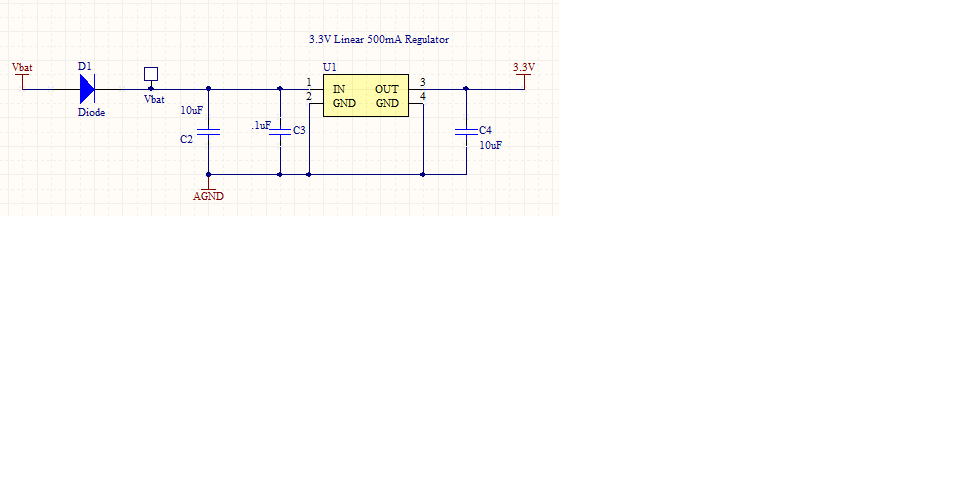 3.3V Linear 500mA Regulator
Vbat
D1
Diode
Vbat
10uF
C2
.1uF
C3
U1
1
2
IN
GND
OUT
GND
3
4
3.3V
C4
10uF
AGND